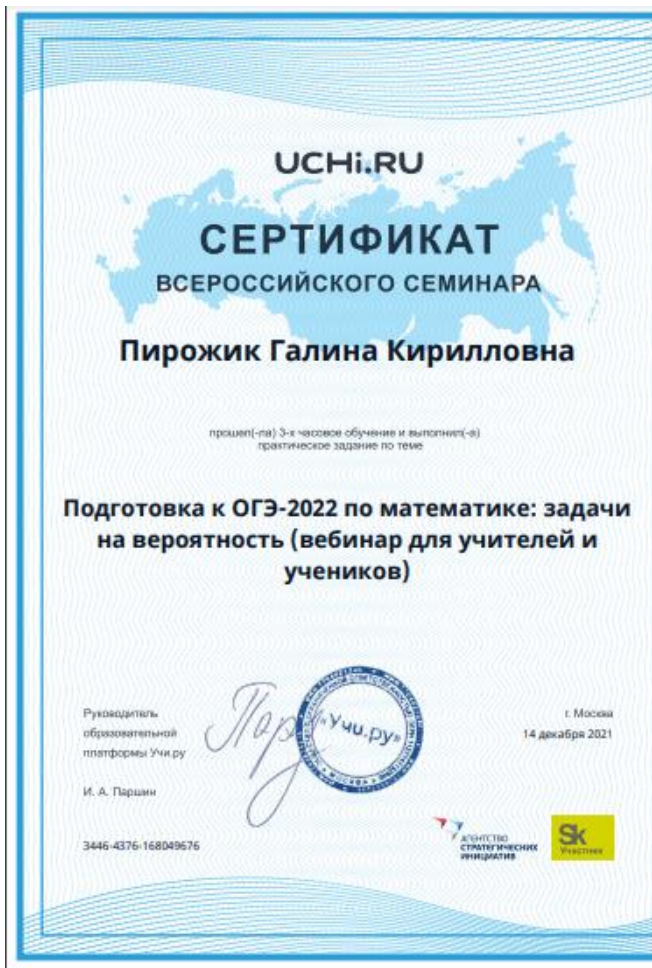 UCHi.RU
СЕРТИФИКАТ
ВСЕРОССИЙСКОГО СЕМИНАРА
Пирожик Галина Кирилловна
прошел(-ла) 3-х часовое обучение и выполнил(-а)
практическое задание по теме
Подготовка к ОГЭ-2022 по математике: задачи
на вероятность (вебинар для учителей и
учеников)
Руководитель
образовательной
платформы Учи.ру
И. А. Паршин
3446-4376-168049676
«Учи.ру»
МОСКВА
г. Москва
14 декабря 2021
АГЕНТСТВО
СТРАТЕГИЧЕСКИХ
ИНИЦИАТИВ
Sk
Участник